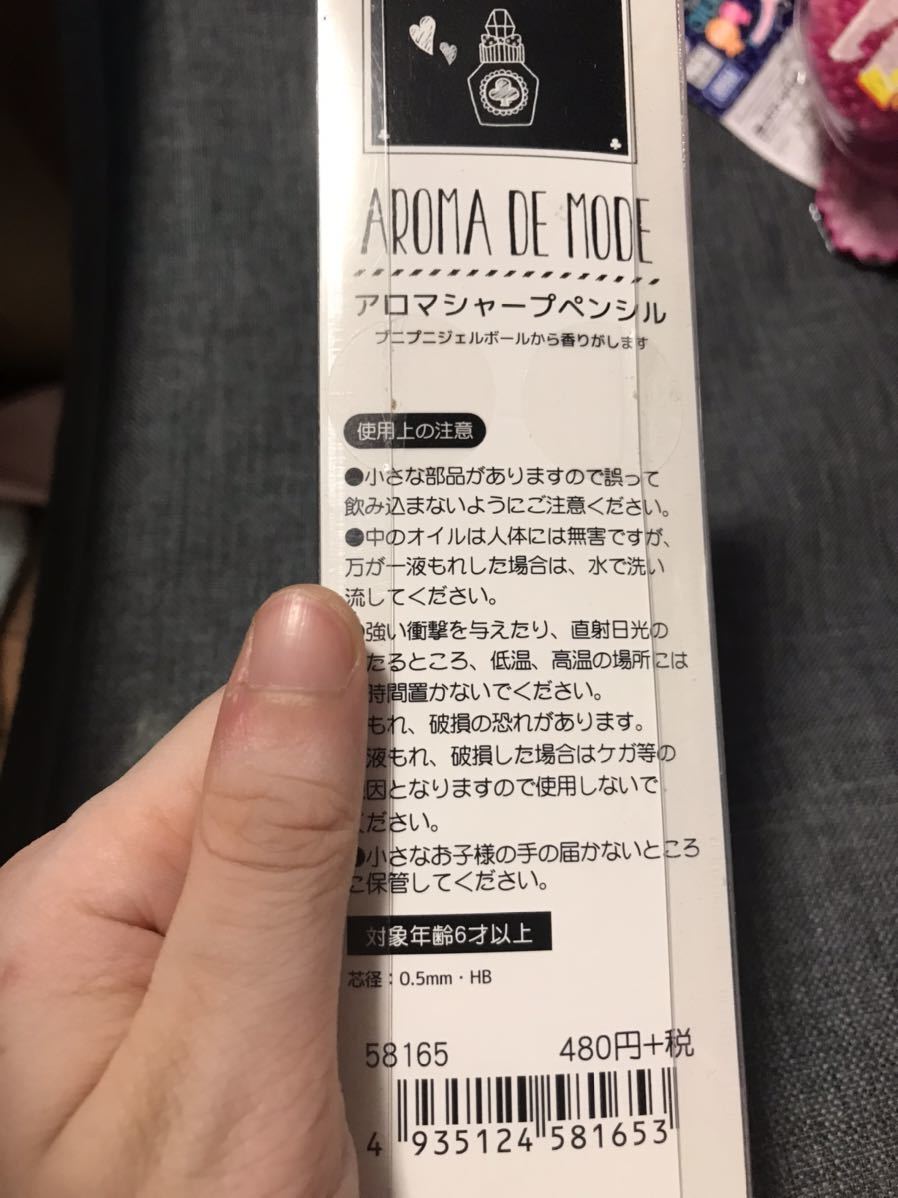 AROMA DE MODE
アロマシャープペンシル
プニプニジェルボールから香りがします
使用上の注意
●小さな部品がありますので誤って
飲み込まないようにご注意ください。
●中のオイルは人体には無害ですが、
万が一液もれした場合は、水で洗い
流してください。
強い衝撃を与えたり、直射日光の
たるところ、低温、高温の場所には
時間置かないでください。
もれ、破損の恐れがあります。
液もれ、破損した場合はケガ等の
因となりますので使用しないで
ください。
●小さなお子様の手の届かないところ
に保管してください。
対象年齢6才以上
芯径：0.5mm・HB
58165 480円+税
4 935124 581653